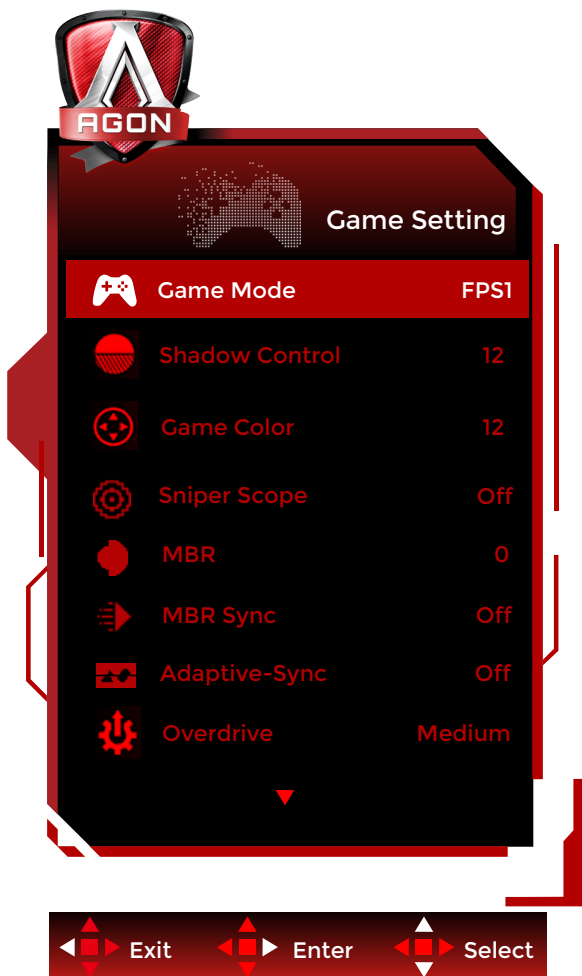 AGON
Game Setting
Game Mode FPS1
Shadow Control 12
Game Color 12
Sniper Scope Off
MBR 0
MBR Sync Off
Adaptive-Sync Off
Overdrive Medium
Exit Enter Select